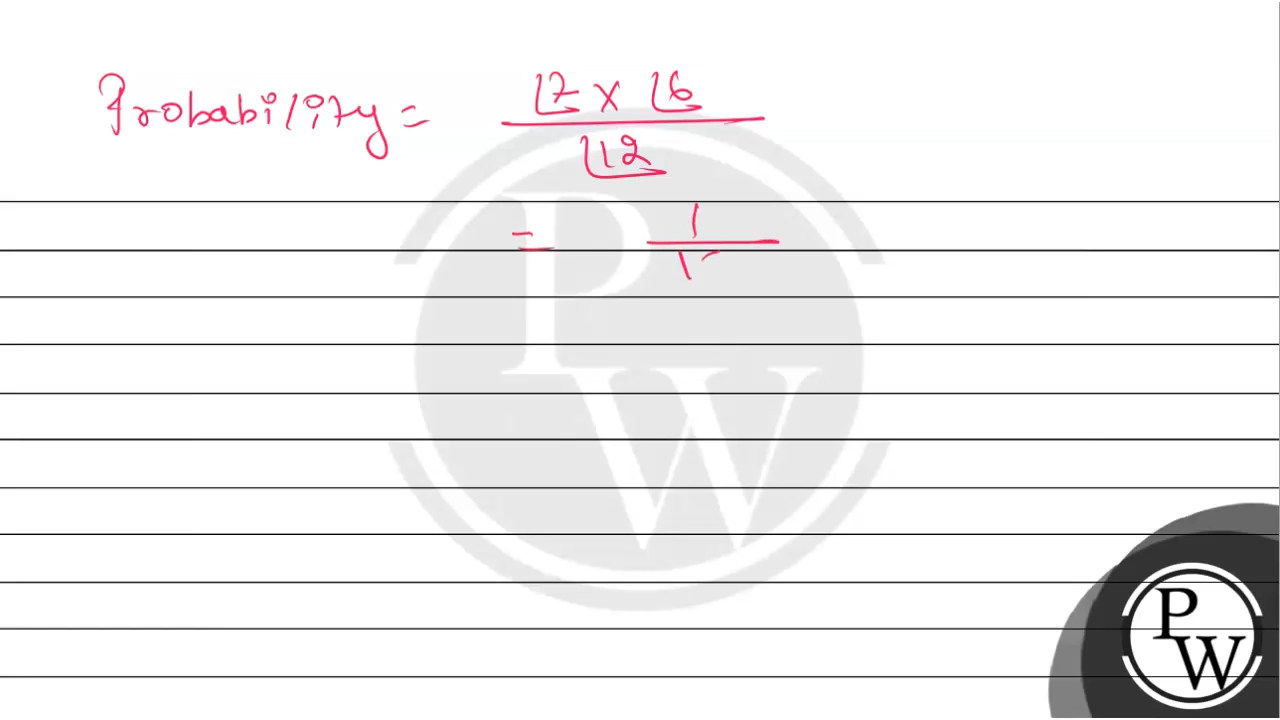 Probability = ⌊7 × ⌊6 / ⌊12
= 1 / 1
P W
P W